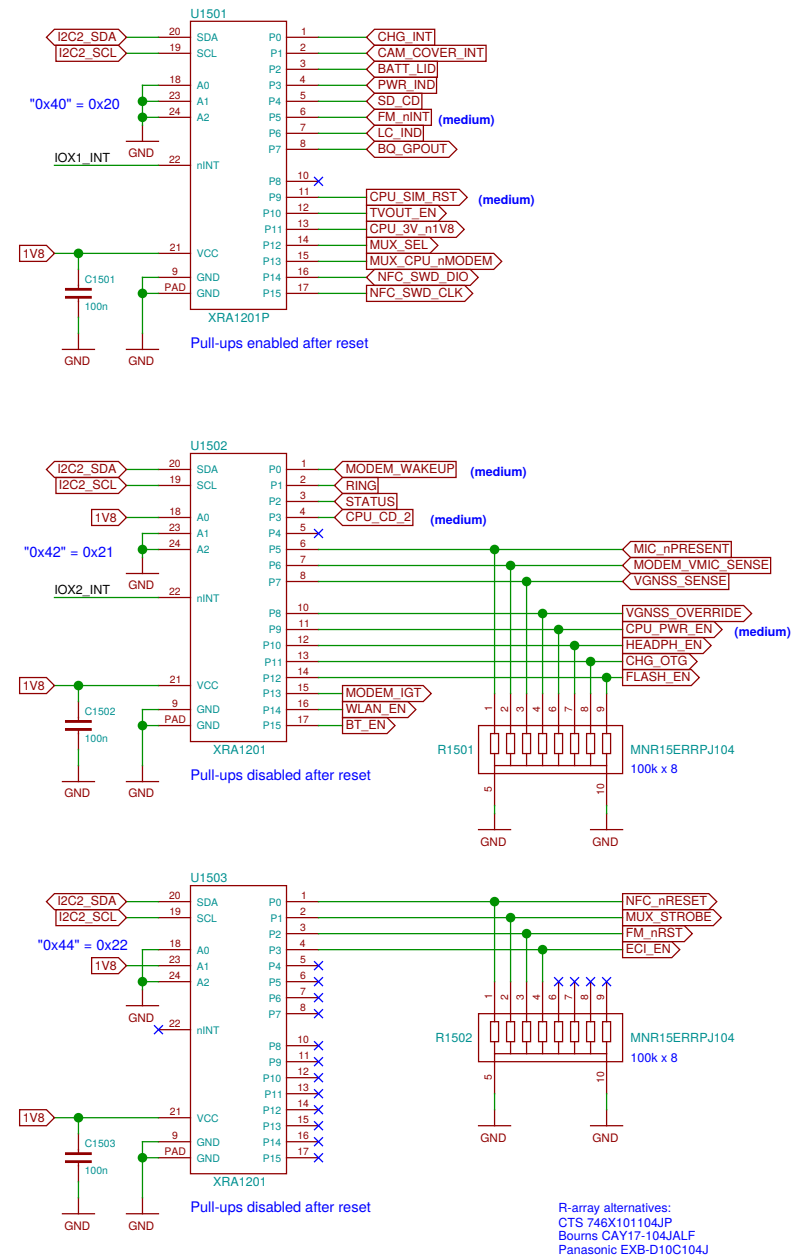 U1501
I2C2_SDA 20 SDA P0 1 CHG_INT
I2C2_SCL 19 SCL P1 2 CAM_COVER_INT
P2 3 BATT_LID
18 A0 P3 4 PWR_IND
"0x40" = 0x20 23 A1 P4 5 SD_CD
24 A2 P5 6 FM_nINT (medium)
P6 7 LC_IND
GND P7 8 BQ_GPOUT
IOX1_INT 22 nINT
P8 10
P9 11 CPU_SIM_RST (medium)
P10 12 TVOUT_EN
P11 13 CPU_3V_n1V8
1V8 21 VCC P12 14 MUX_SEL
P13 15 MUX_CPU_nMODEM
C1501 9 GND P14 16 NFC_SWD_DIO
100n PAD GND P15 17 NFC_SWD_CLK
XRA1201P
GND GND Pull-ups enabled after reset
U1502
I2C2_SDA 20 SDA P0 1 MODEM_WAKEUP (medium)
I2C2_SCL 19 SCL P1 2 RING
P2 3 STATUS
1V8 18 A0 P3 4 CPU_CD_2 (medium)
23 A1 P4 5
"0x42" = 0x21 24 A2 P5 6 MIC_nPRESENT
P6 7 MODEM_VMIC_SENSE
GND P7 8 VGNSS_SENSE
IOX2_INT 22 nINT
P8 10 VGNSS_OVERRIDE
P9 11 CPU_PWR_EN (medium)
P10 12 HEADPH_EN
P11 13 CHG_OTG
1V8 21 VCC P12 14 FLASH_EN
P13 15 MODEM_IGT
C1502 9 GND P14 16 WLAN_EN
100n PAD GND P15 17 BT_EN
1 2 3 4 6 7 8 9
XRA1201
R1501 MNR15ERRPJ104
100k x 8
GND GND Pull-ups disabled after reset
5 10
GND GND
U1503
I2C2_SDA 20 SDA P0 1 NFC_nRESET
I2C2_SCL 19 SCL P1 2 MUX_STROBE
P2 3 FM_nRST
"0x44" = 0x22 18 A0 P3 4 ECI_EN
1V8 23 A1 P4 5
24 A2 P5 6
P6 7
GND P7 8
22 nINT
1 2 3 4 6 7 8 9
R1502 MNR15ERRPJ104
100k x 8
P8 10
P9 11
P10 12
P11 13
5 10
1V8 21 VCC P12 14
P13 15
C1503 9 GND P14 16
100n PAD GND P15 17
GND GND
XRA1201
GND GND Pull-ups disabled after reset
R-array alternatives:
CTS 746X101104JP
Bourns CAY17-104JALF
Panasonic EXB-D10C104J